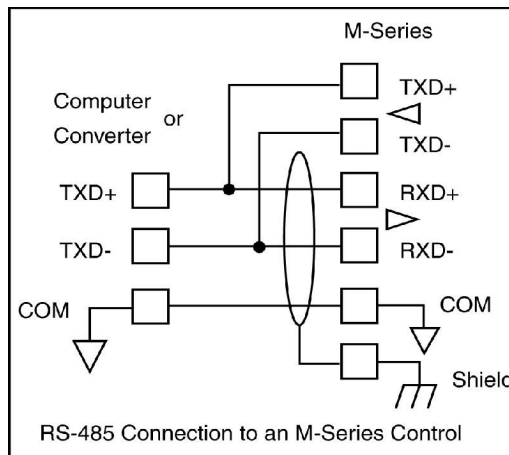 M-Series
Computer
or
Converter
TXD+
TXD-
TXD+
RXD+
TXD-
RXD-
COM
COM
Shield
RS-485 Connection to an M-Series Control